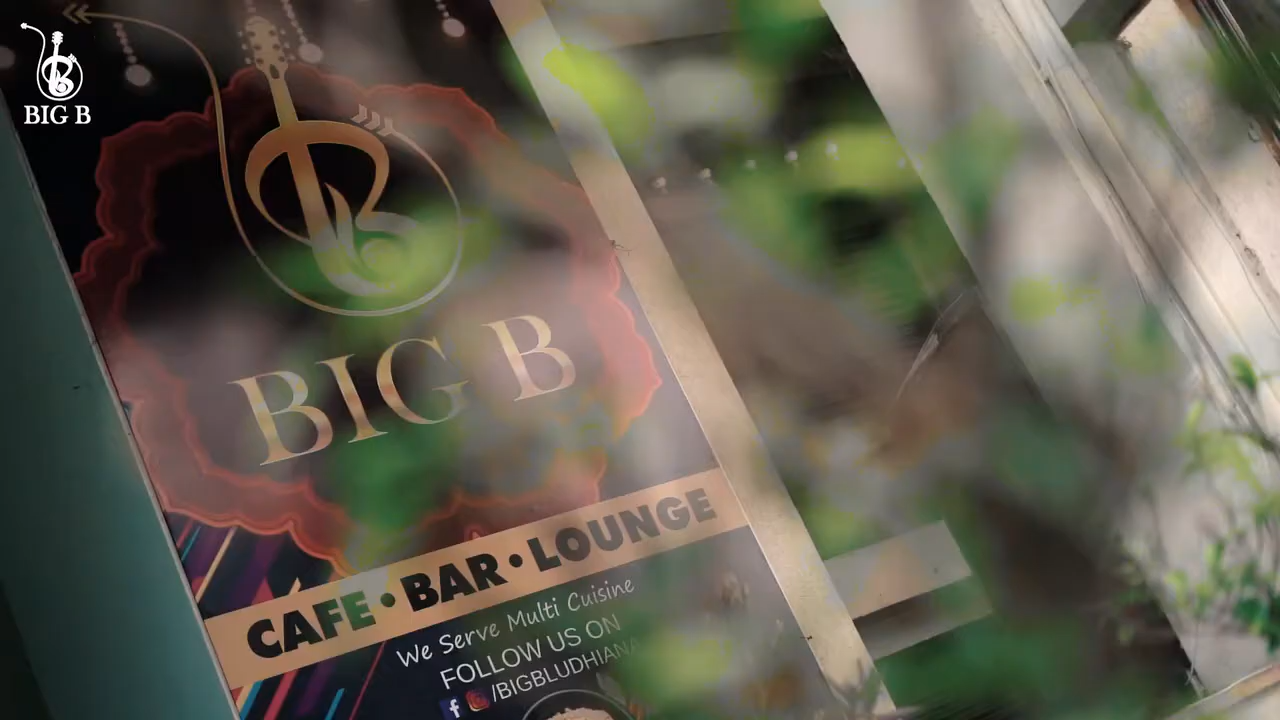 BIG B
BIG B
CAFE • BAR • LOUNGE
We Serve Multi Cuisine
FOLLOW US ON
/BIGBLUDHIANA